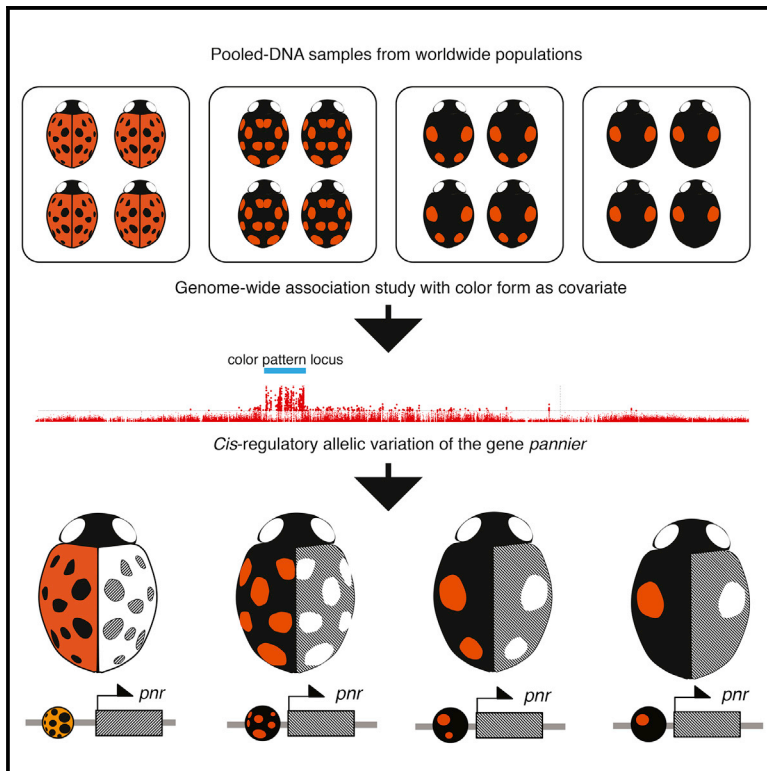 Pooled-DNA samples from worldwide populations
Genome-wide association study with color form as covariate
color pattern locus
Cis-regulatory allelic variation of the gene pannier
pnr
pnr
pnr
pnr